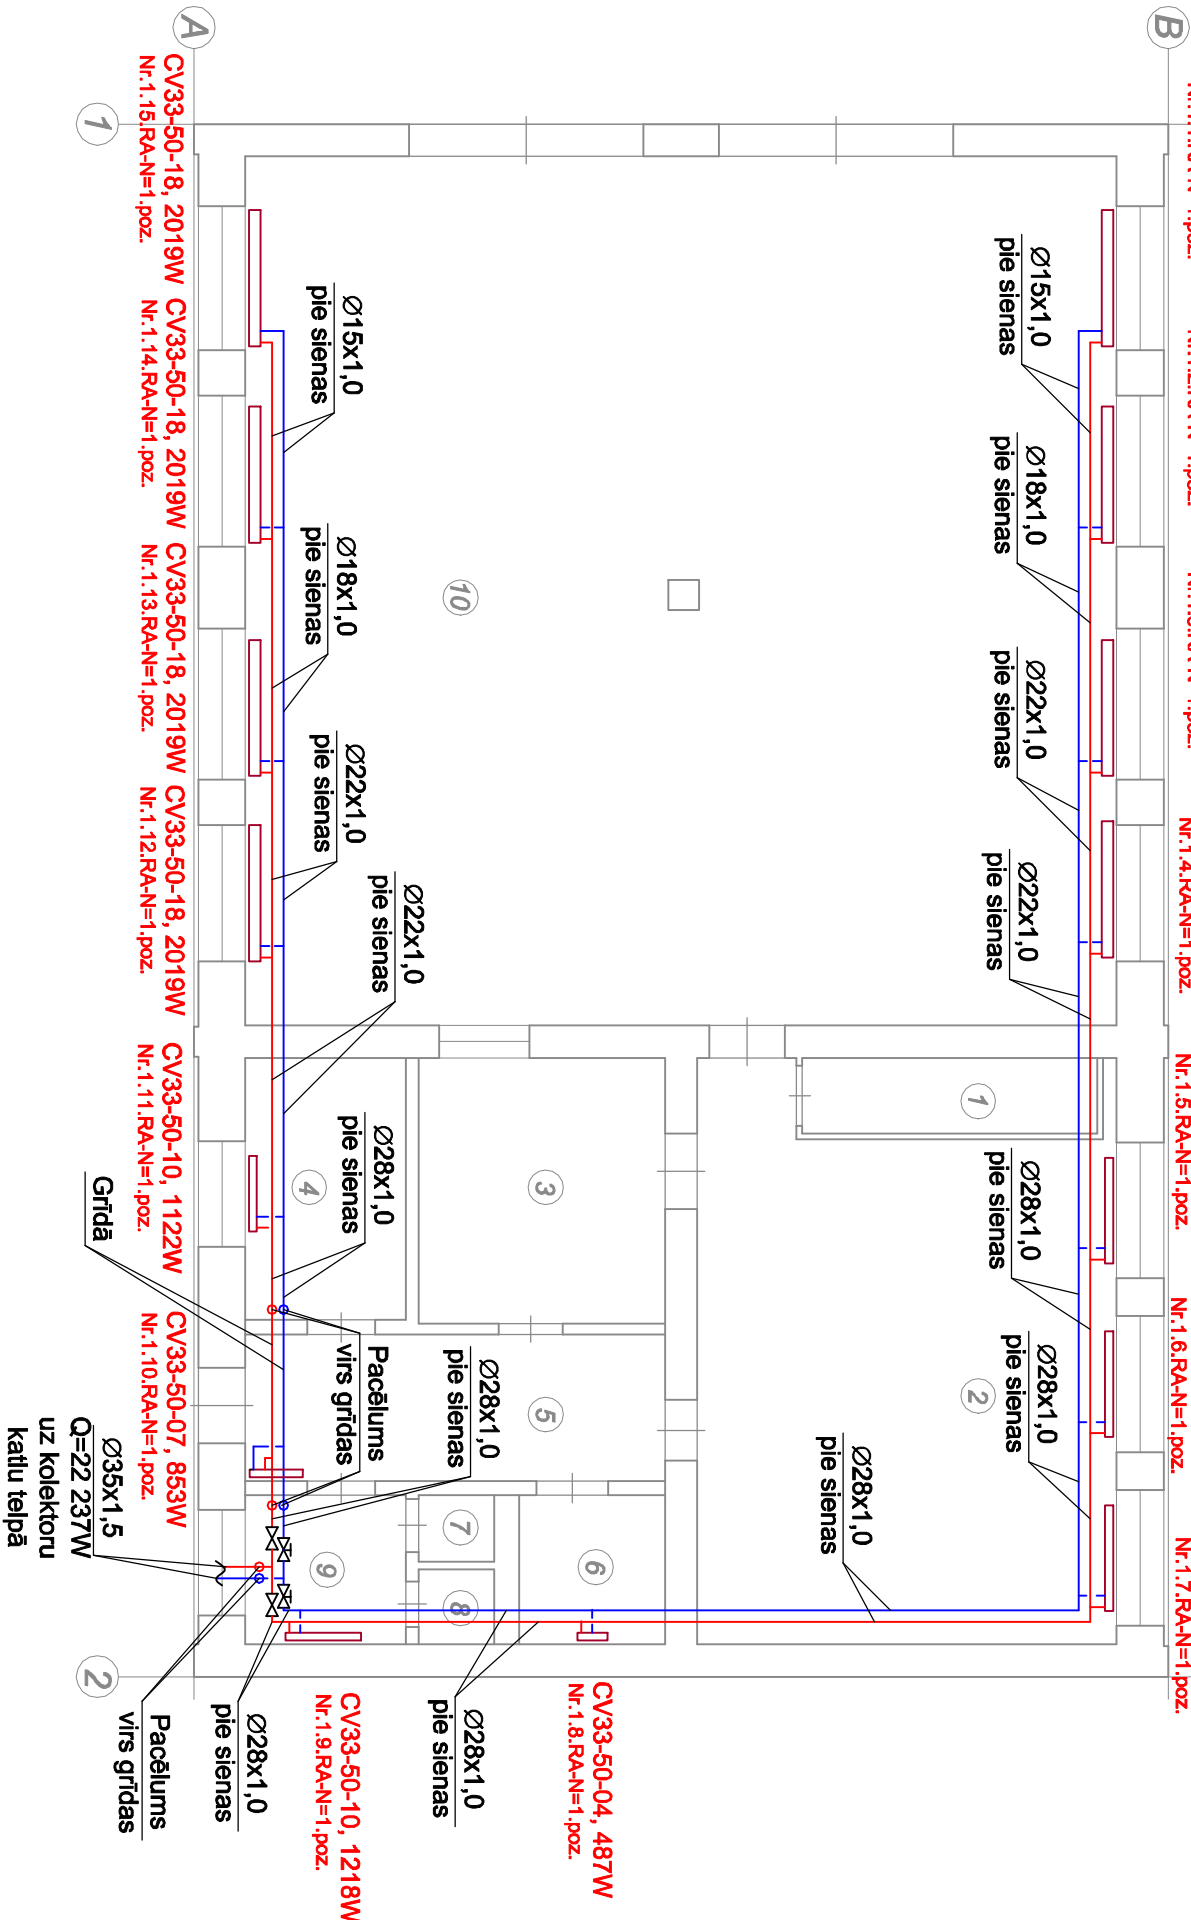 B
A
1
2
Nr.1.4.RA-N=1.poz.
Nr.1.5.RA-N=1.poz.
Nr.1.6.RA-N=1.poz.
Nr.1.7.RA-N=1.poz.
Ø15x1,0
pie sienas
Ø18x1,0
pie sienas
Ø22x1,0
pie sienas
Ø22x1,0
pie sienas
Ø28x1,0
pie sienas
Ø28x1,0
pie sienas
Ø28x1,0
pie sienas
1
2
3
4
5
6
7
8
9
10
Ø15x1,0
pie sienas
Ø18x1,0
pie sienas
Ø22x1,0
pie sienas
Ø22x1,0
pie sienas
Ø28x1,0
pie sienas
Pacēlums
virs grīdas
Ø28x1,0
pie sienas
Ø28x1,0
pie sienas
CV33-50-04, 487W
Nr.1.8.RA-N=1.poz.
CV33-50-10, 1218W
Nr.1.9.RA-N=1.poz.
Ø28x1,0
pie sienas
Pacēlums
virs grīdas
CV33-50-18, 2019W
Nr.1.15.RA-N=1.poz.
CV33-50-18, 2019W
Nr.1.14.RA-N=1.poz.
CV33-50-18, 2019W
Nr.1.13.RA-N=1.poz.
CV33-50-18, 2019W
Nr.1.12.RA-N=1.poz.
CV33-50-10, 1122W
Nr.1.11.RA-N=1.poz.
CV33-50-07, 853W
Nr.1.10.RA-N=1.poz.
Grīdā
Ø35x1,5
Q=22 237W
uz kolektoru
katlu telpā